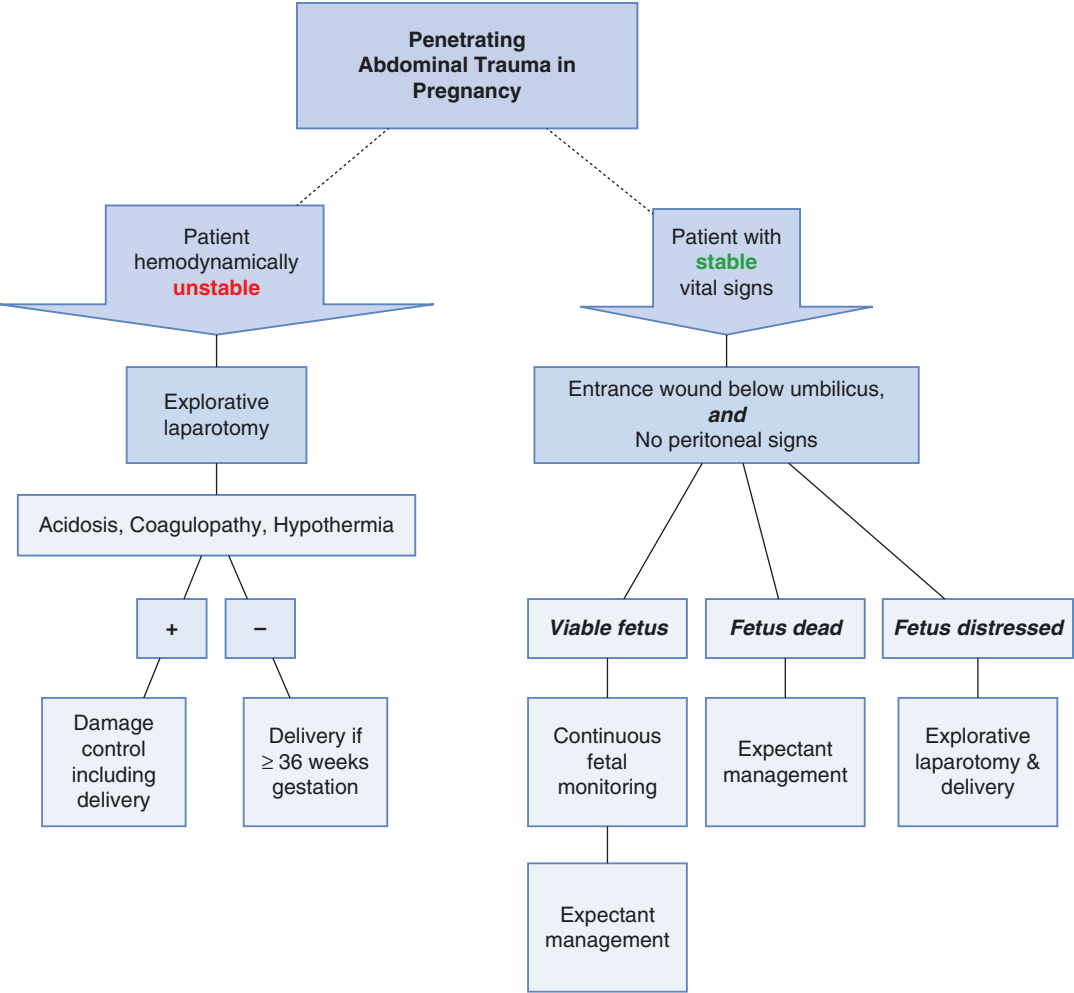 Penetrating
Abdominal Trauma in
Pregnancy
Patient
hemodynamically
unstable
Patient with
stable
vital signs
Explorative
laparotomy
Entrance wound below umbilicus,
and
No peritoneal signs
Acidosis, Coagulopathy, Hypothermia
+
–
Viable fetus
Fetus dead
Fetus distressed
Damage
control
including
delivery
Delivery if
≥ 36 weeks
gestation
Continuous
fetal
monitoring
Expectant
management
Explorative
laparotomy &
delivery
Expectant
management